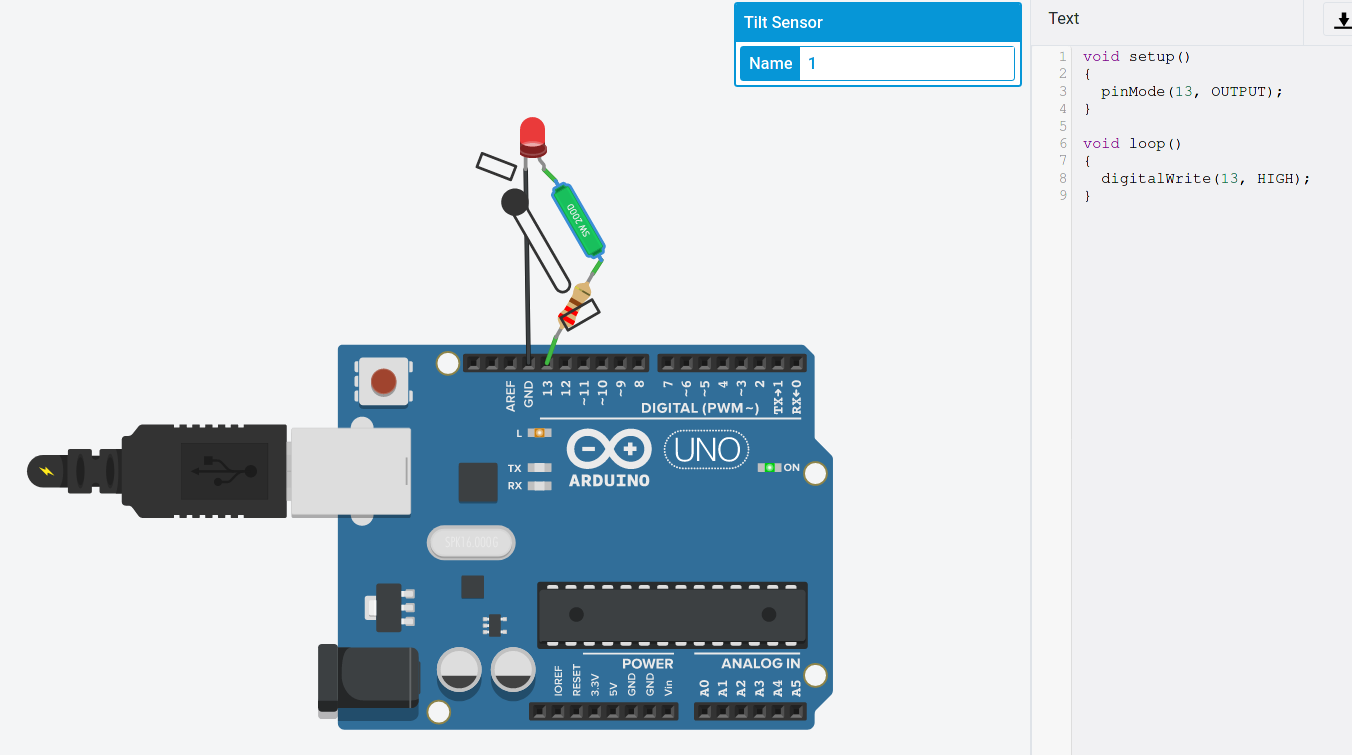 Tilt Sensor
Name 1
Text
1 void setup()
2 {
3 pinMode(13, OUTPUT);
4 }
5
6 void loop()
7 {
8 digitalWrite(13, HIGH);
9 }
SW 2000
AREF
GND
13
12
~11
~10
~9
8
7
~6
~5
4
~3
2
TX→1
RX←0
DIGITAL (PWM~)
L
TX
RX
ARDUINO
UNO
ON
SPK16.000G
POWER
ANALOG IN
IOREF
RESET
3.3V
5V
GND
GND
Vin
A0
A1
A2
A3
A4
A5